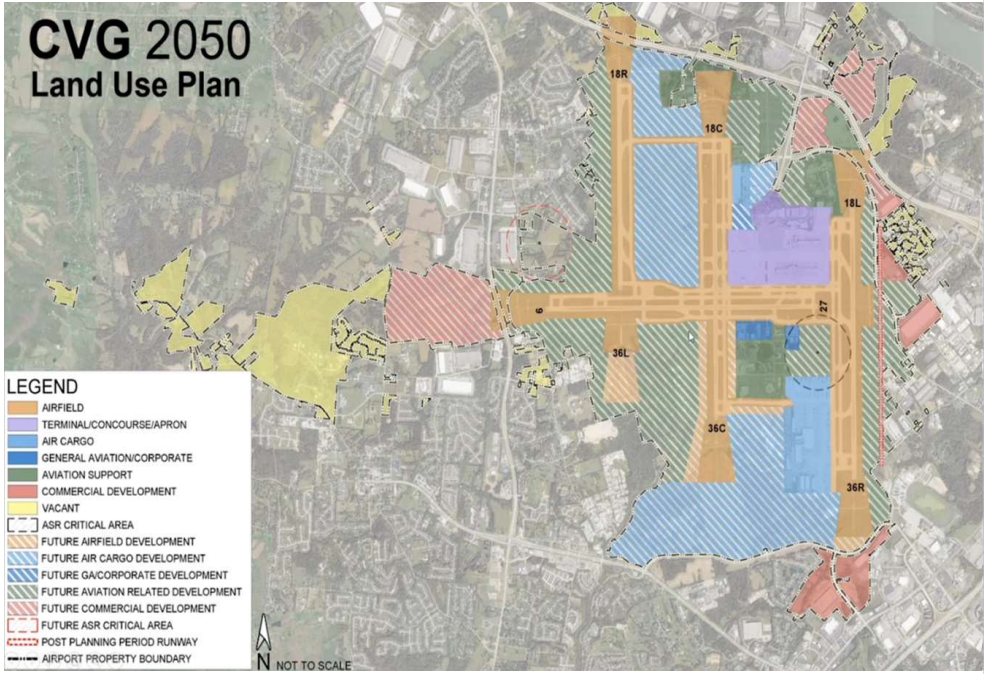 CVG 2050
Land Use Plan
18R
18C
18L
6
27
36L
36C
36R
LEGEND
AIRFIELD
TERMINAL/CONCOURSE/APRON
AIR CARGO
GENERAL AVIATION/CORPORATE
AVIATION SUPPORT
COMMERCIAL DEVELOPMENT
VACANT
ASR CRITICAL AREA
FUTURE AIRFIELD DEVELOPMENT
FUTURE AIR CARGO DEVELOPMENT
FUTURE GA/CORPORATE DEVELOPMENT
FUTURE AVIATION RELATED DEVELOPMENT
FUTURE COMMERCIAL DEVELOPMENT
FUTURE ASR CRITICAL AREA
POST PLANNING PERIOD RUNWAY
AIRPORT PROPERTY BOUNDARY
N NOT TO SCALE